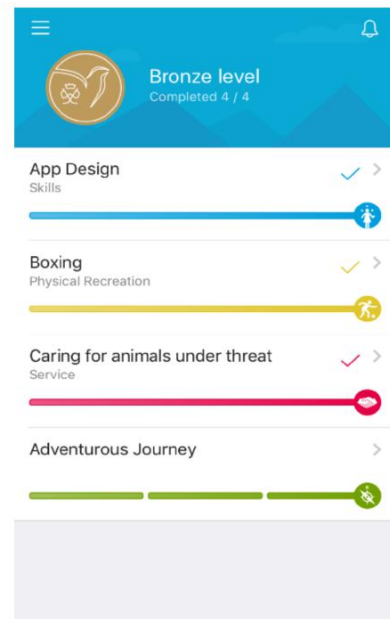 Bronze level
Completed 4 / 4
App Design
Skills
Boxing
Physical Recreation
Caring for animals under threat
Service
Adventurous Journey